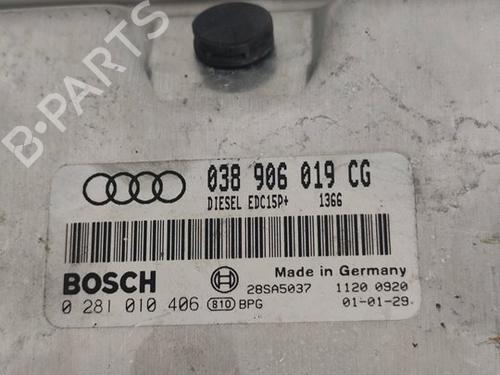 B-PARTS
038 906 019 CG
DIESEL EDC15P+ 1366
BOSCH
Made in Germany
28SA5037 1120 0920
0 281 010 406 810 BPG 01-01-29